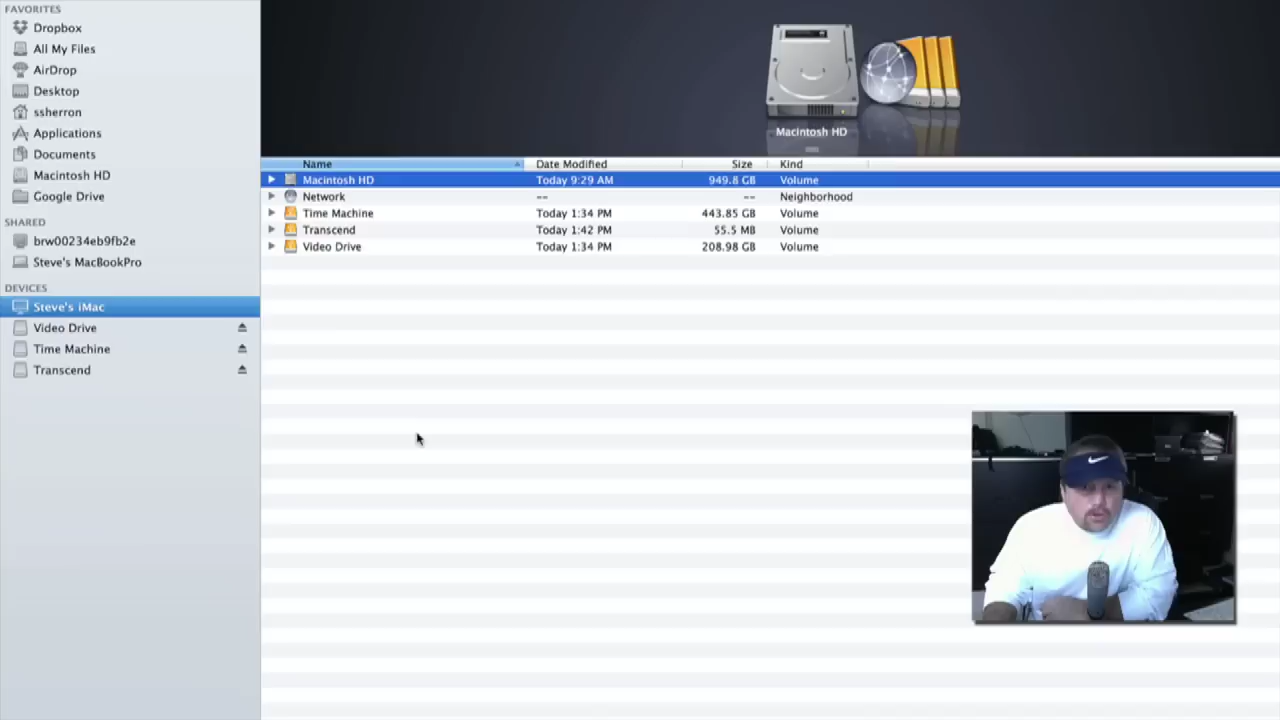 FAVORITES
Dropbox
All My Files
AirDrop
Desktop
ssherron
Applications
Documents
Macintosh HD
Google Drive
SHARED
brw00234eb9fb2e
Steve's MacBookPro
DEVICES
Steve's iMac
Video Drive
Time Machine
Transcend
Macintosh HD
Name Date Modified Size Kind
Macintosh HD Today 9:29 AM 949.8 GB Volume
Network -- -- Neighborhood
Time Machine Today 1:34 PM 443.85 GB Volume
Transcend Today 1:42 PM 55.5 MB Volume
Video Drive Today 1:34 PM 208.98 GB Volume